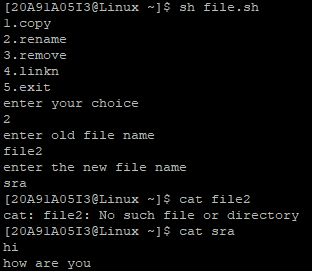 [20A91A05I3@Linux ~]$ sh file.sh
1.copy
2.rename
3.remove
4.linkn
5.exit
enter your choice
2
enter old file name
file2
enter the new file name
sra
[20A91A05I3@Linux ~]$ cat file2
cat: file2: No such file or directory
[20A91A05I3@Linux ~]$ cat sra
hi
how are you